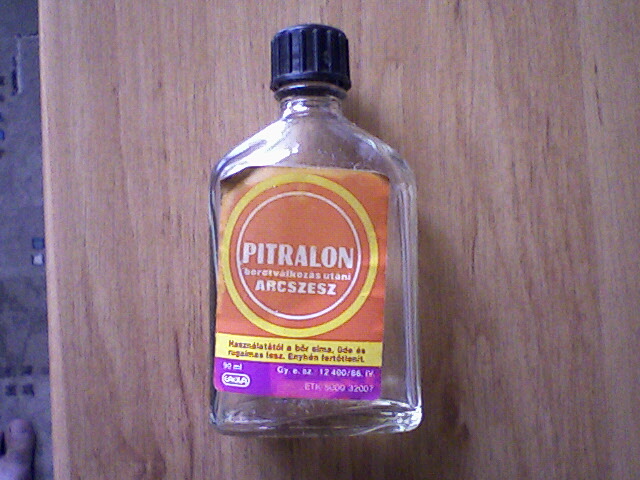 PITRALON
borotválkozás utáni
ARCSZESZ
Használatától a bőr sima, üde és
rugalmas lesz. Enyhén fertőtlenít.
90 ml
Gy. e. sz.: 12 400/86. IV.
CAOLA
ETK 5000 32007